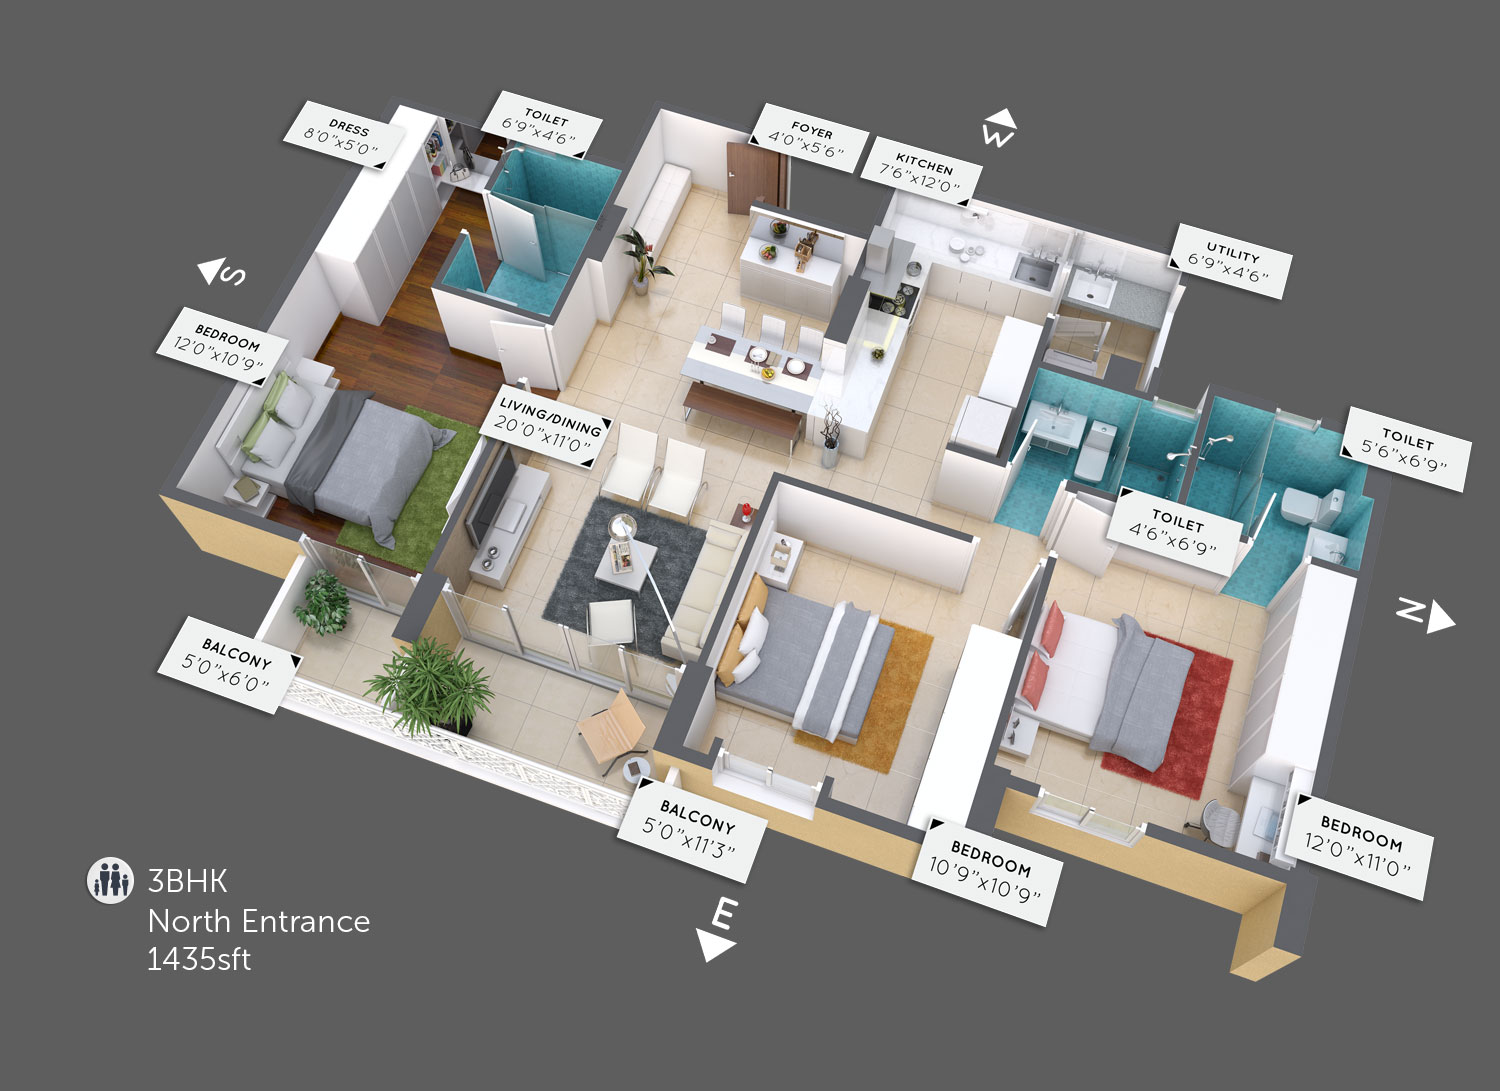 DRESS
8'0"x5'0"
TOILET
6'9"x4'6"
FOYER
4'0"x5'6"
KITCHEN
7'6"x12'0"
W
UTILITY
6'9"x4'6"
S
BEDROOM
12'0"x10'9"
LIVING/DINING
20'0"x11'0"
TOILET
5'6"x6'9"
TOILET
4'6"x6'9"
N
BALCONY
5'0"x6'0"
BALCONY
5'0"x11'3"
BEDROOM
10'9"x10'9"
BEDROOM
12'0"x11'0"
E
3BHK
North Entrance
1435sft